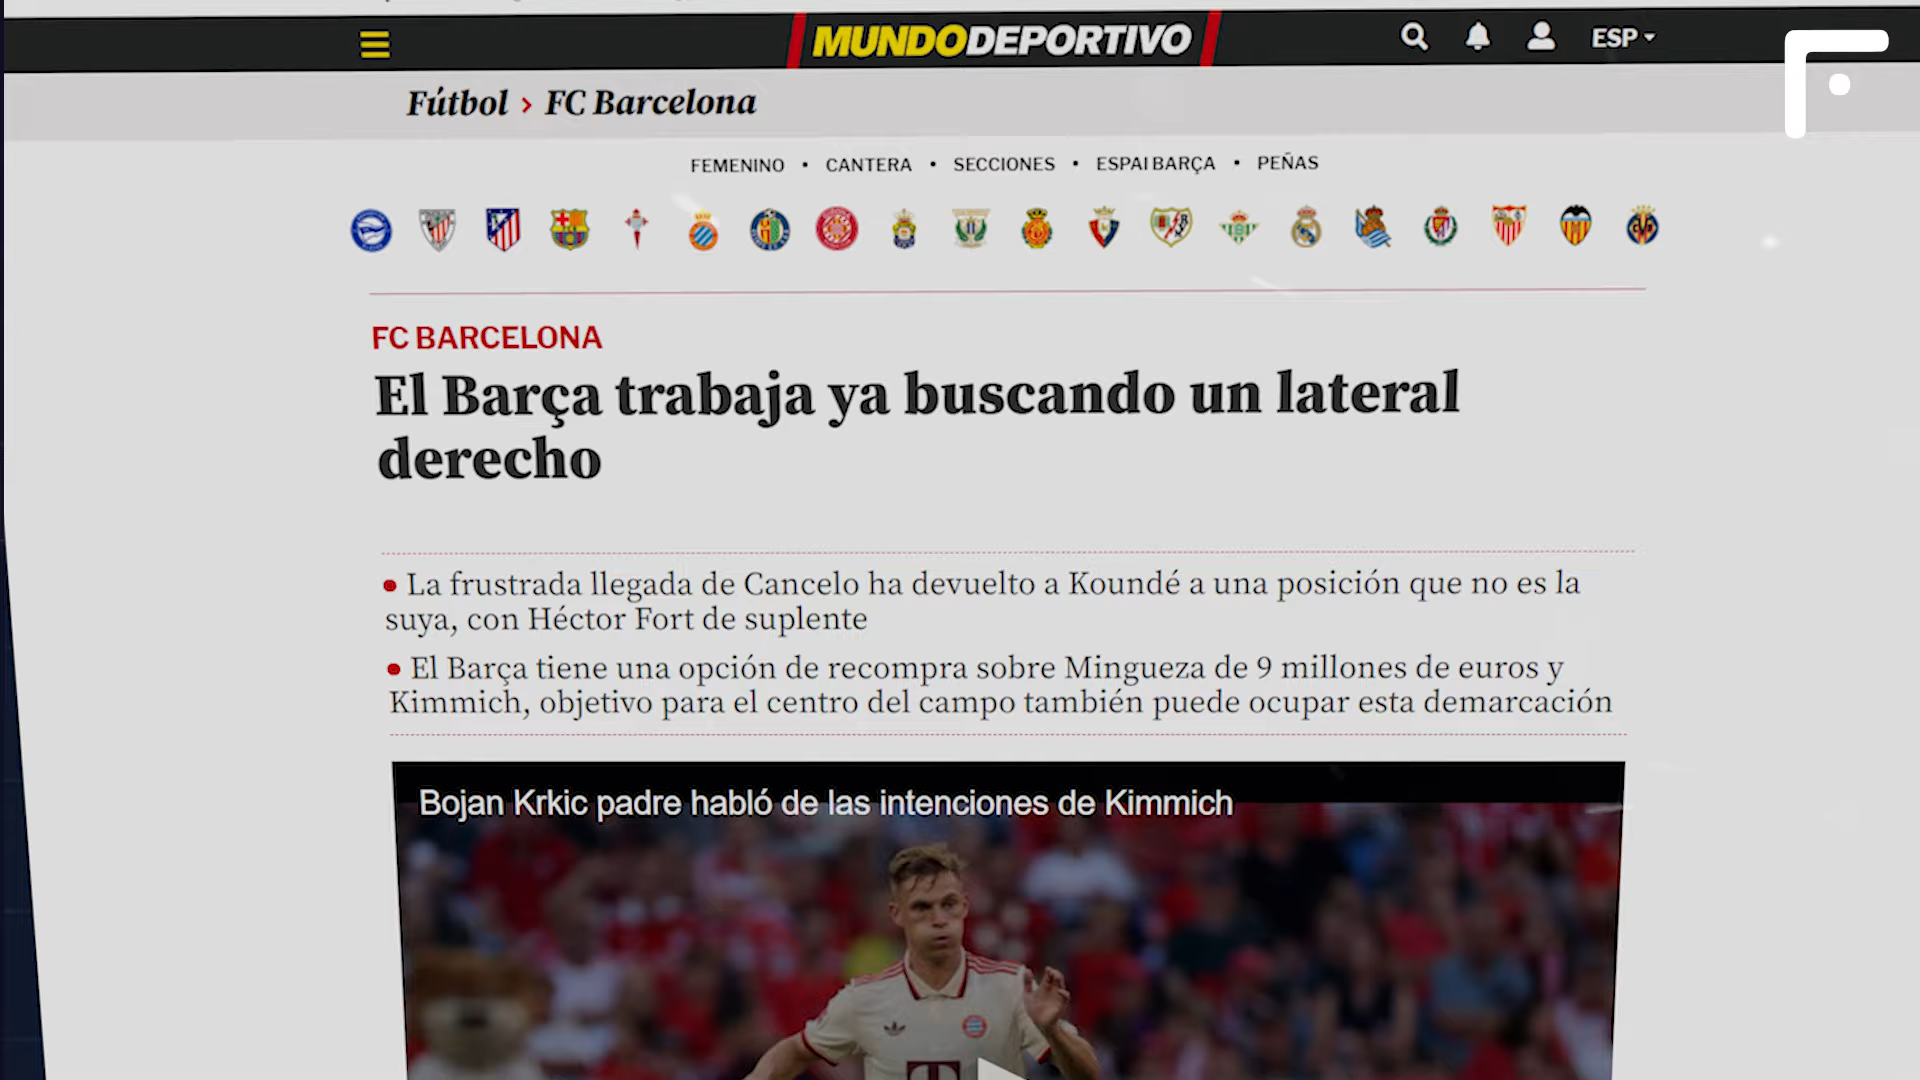 MUNDODEPORTIVO
ESP
Fútbol › FC Barcelona
FEMENINO • CANTERA • SECCIONES • ESPAI BARÇA • PEÑAS
FC BARCELONA
El Barça trabaja ya buscando un lateral
derecho
• La frustrada llegada de Cancelo ha devuelto a Koundé a una posición que no es la
suya, con Héctor Fort de suplente
• El Barça tiene una opción de recompra sobre Mingueza de 9 millones de euros y
Kimmich, objetivo para el centro del campo también puede ocupar esta demarcación
Bojan Krkic padre habló de las intenciones de Kimmich